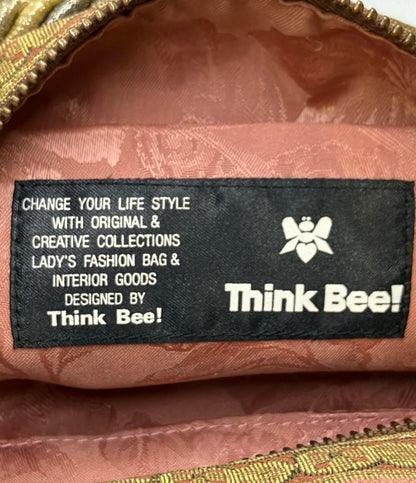 CHANGE YOUR LIFE STYLE
WITH ORIGINAL &
CREATIVE COLLECTIONS
LADY'S FASHION BAG &
INTERIOR GOODS
DESIGNED BY
Think Bee!
Think Bee!